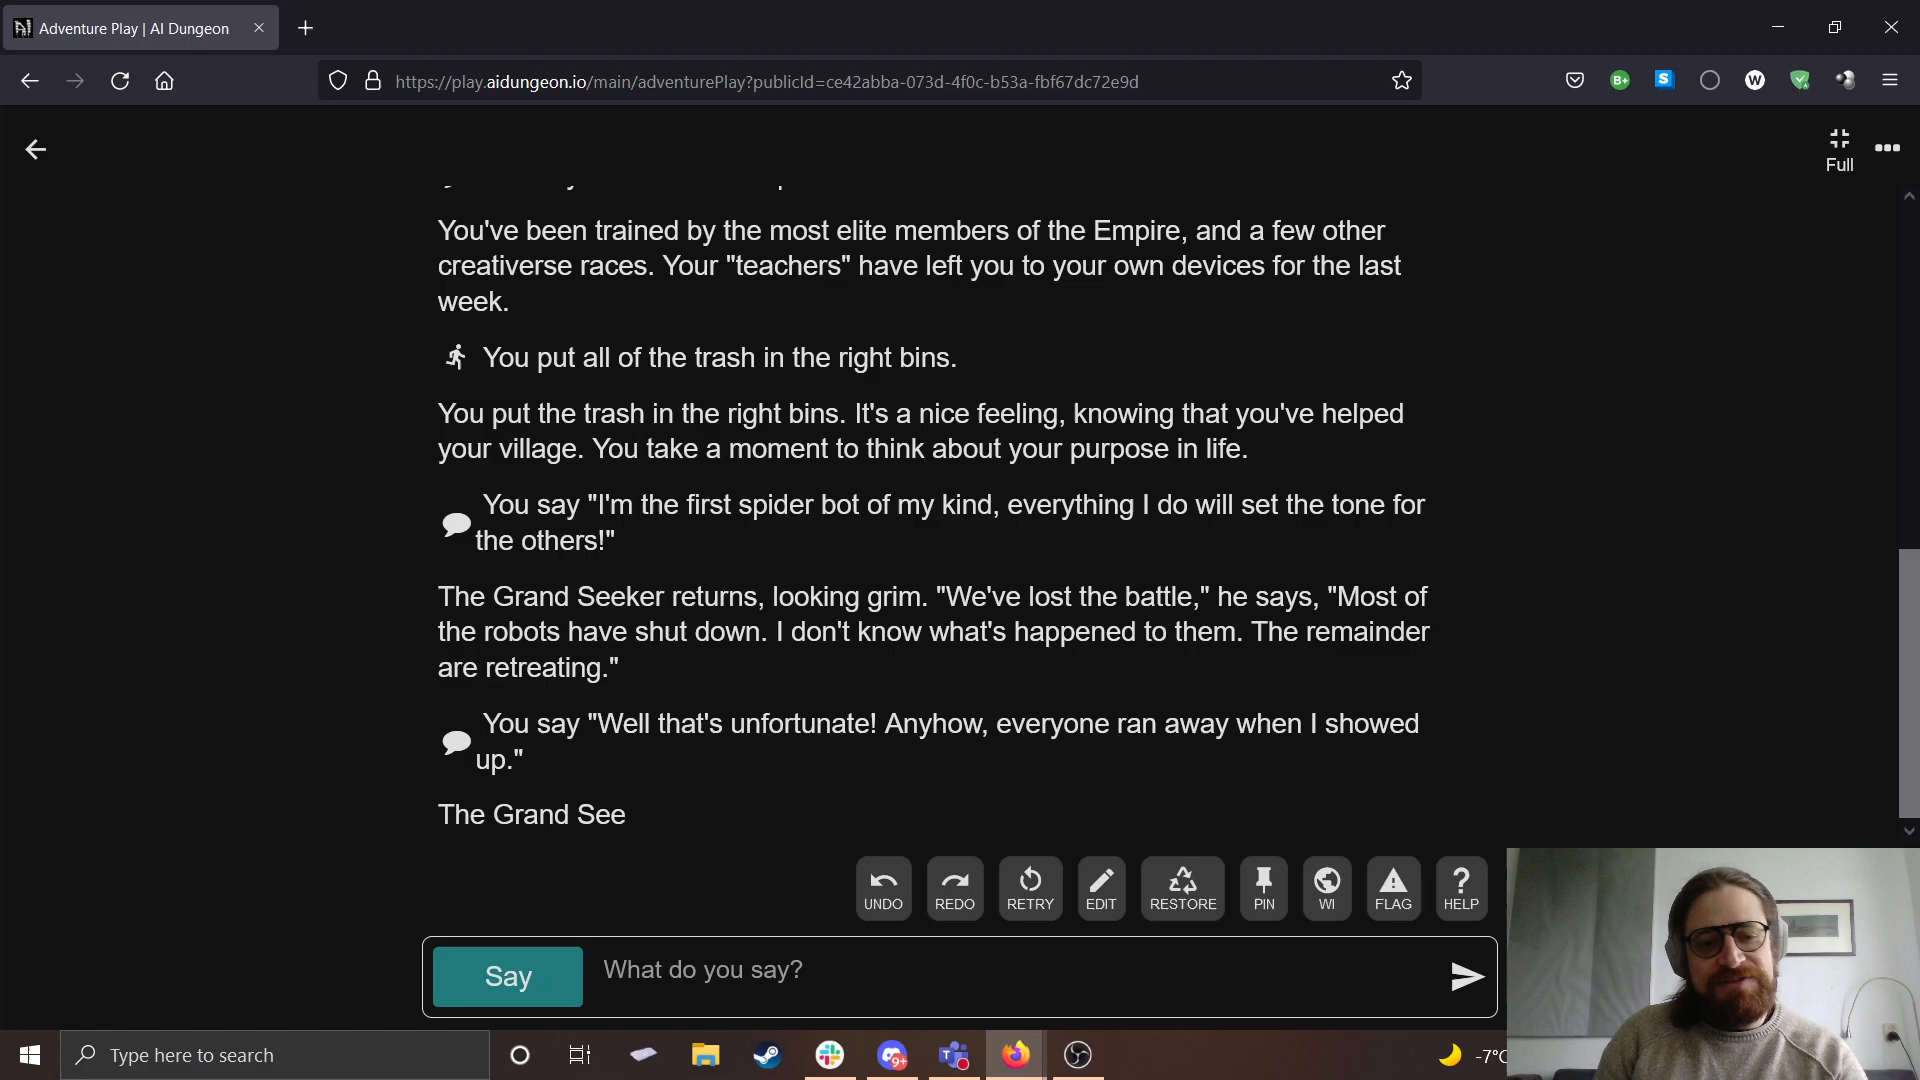 Adventure Play | AI Dungeon
https://play.aidungeon.io/main/adventurePlay?publicId=ce42abba-073d-4f0c-b53a-fbf67dc72e9d
B+
S
W
Full
You've been trained by the most elite members of the Empire, and a few other
creativerse races. Your "teachers" have left you to your own devices for the last
week.
You put all of the trash in the right bins.
You put the trash in the right bins. It's a nice feeling, knowing that you've helped
your village. You take a moment to think about your purpose in life.
You say "I'm the first spider bot of my kind, everything I do will set the tone for
the others!"
The Grand Seeker returns, looking grim. "We've lost the battle," he says, "Most of
the robots have shut down. I don't know what's happened to them. The remainder
are retreating."
You say "Well that's unfortunate! Anyhow, everyone ran away when I showed
up."
The Grand See
UNDO REDO RETRY EDIT RESTORE PIN WI FLAG HELP
Say What do you say?
Type here to search
9+
-7°C